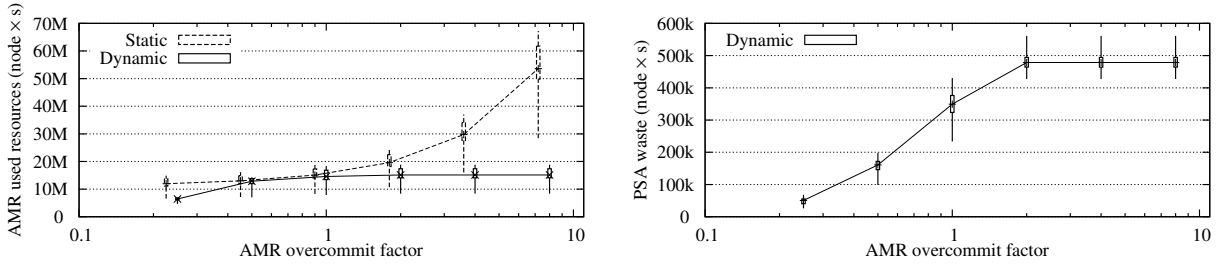 AMR used resources (node × s)
70M
60M
50M
40M
30M
20M
10M
0
Static
Dynamic
0.1
1
10
AMR overcommit factor
PSA waste (node × s)
600k
500k
400k
300k
200k
100k
0
Dynamic
0.1
1
10
AMR overcommit factor